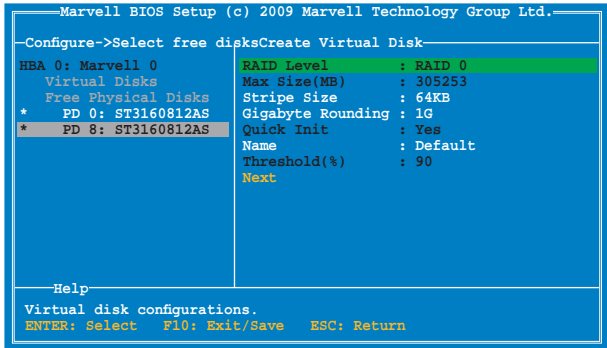 Marvell BIOS Setup (c) 2009 Marvell Technology Group Ltd.
Configure->Select free disksCreate Virtual Disk
HBA 0: Marvell 0
Virtual Disks
Free Physical Disks
* PD 0: ST3160812AS
* PD 8: ST3160812AS
RAID Level : RAID 0
Max Size(MB) : 305253
Stripe Size : 64KB
Gigabyte Rounding : 1G
Quick Init : Yes
Name : Default
Threshold(%) : 90
Next
Help
Virtual disk configurations.
ENTER: Select F10: Exit/Save ESC: Return